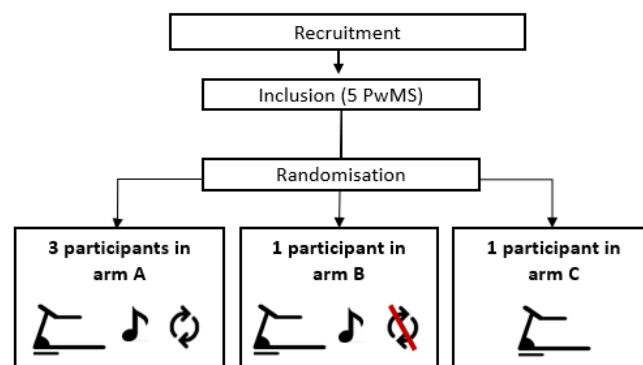 Recruitment
Inclusion (5 PwMS)
Randomisation
3 participants in
arm A
1 participant in
arm B
1 participant in
arm C